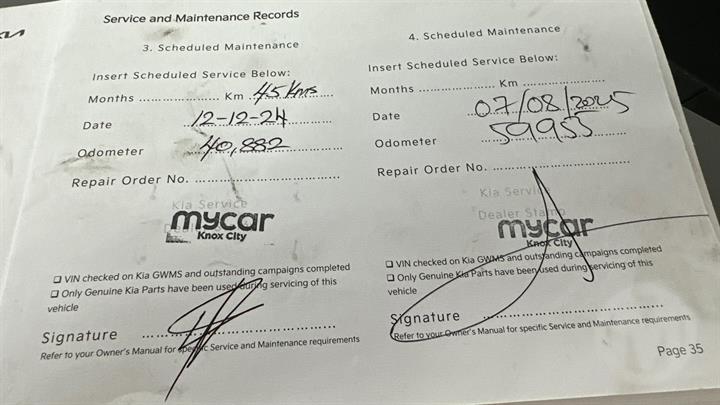 KIA
Service and Maintenance Records
3. Scheduled Maintenance
Insert Scheduled Service Below:
Months .................... Km 45 Kms
Date 12-12-24
Odometer 40,882
Repair Order No. ....................................
Kia Service
mycar
Knox City
❑ VIN checked on Kia GWMS and outstanding campaigns completed
❑ Only Genuine Kia Parts have been used during servicing of this
vehicle
Signature ....................................
Refer to your Owner's Manual for specific Service and Maintenance requirements
4. Scheduled Maintenance
Insert Scheduled Service Below:
Months .................... Km ....................
Date 07/08/2025
Odometer 59955
Repair Order No. ....................................
Kia Service
Dealer Stamp
mycar
Knox City
❑ VIN checked on Kia GWMS and outstanding campaigns completed
❑ Only Genuine Kia Parts have been used during servicing of this
vehicle
Signature ....................................
Refer to your Owner's Manual for specific Service and Maintenance requirements
Page 35